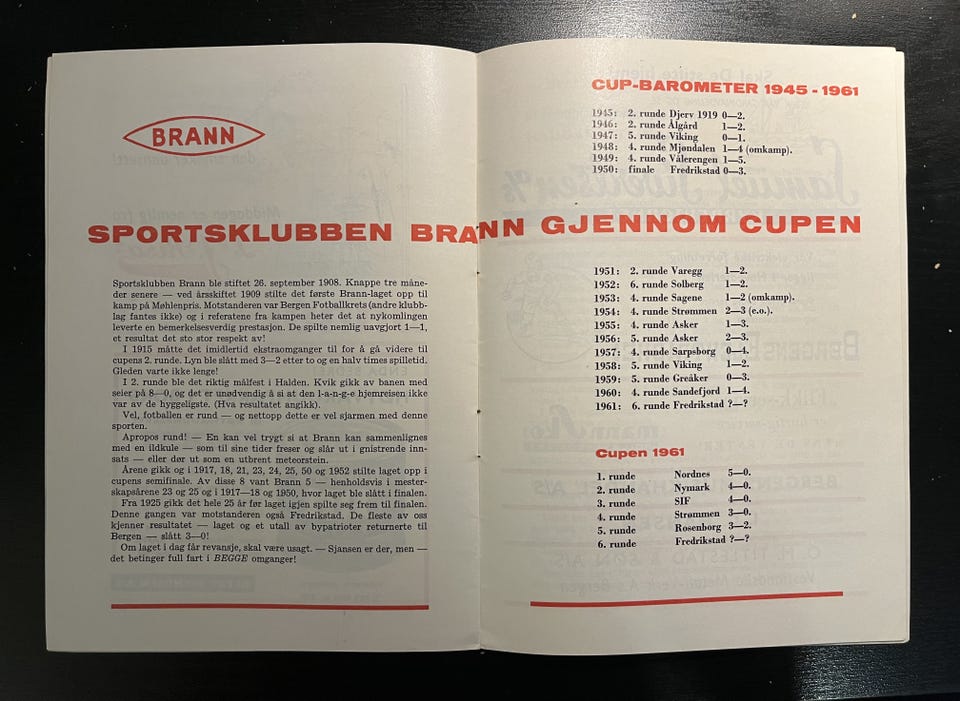 BRANN
SPORTSKLUBBEN BRANN GJENNOM CUPEN
Sportsklubben Brann ble stiftet 26. september 1908. Knappe tre måne-
der senere — ved årsskiftet 1909 stilte det første Brann-laget opp til
kamp på Møhlenpris. Motstanderen var Bergen Fotballkrets (andre klubb-
lag fantes ikke) og i referatene fra kampen heter det at nykomlingen
leverte en bemerkelsesverdig prestasjon. De spilte nemlig uavgjort 1—1,
et resultat det sto stor respekt av!
I 1915 måtte det imidlertid ekstraomganger til for å gå videre til
cupens 2. runde. Lyn ble slått med 3—2 etter to og en halv times spilletid.
Gleden varte ikke lenge!
I 2. runde ble det riktig målfest i Halden. Kvik gikk av banen med
seier på 8—0, og det er unødvendig å si at den l-a-n-g-e hjemreisen ikke
var av de hyggeligste. (Hva resultatet angikk).
Vel, fotballen er rund — og nettopp dette er vel sjarmen med denne
sporten.
Apropos rund! — En kan vel trygt si at Brann kan sammenlignes
med en ildkule — som til sine tider freser og slår ut i gnistrende inn-
sats — eller dør ut som en utbrent meteorstein.
Årene gikk og i 1917, 18, 21, 23, 24, 25, 50 og 1952 stilte laget opp i
cupens semifinale. Av disse 8 vant Brann 5 — henholdsvis i mester-
skapsårene 23 og 25 og i 1917—18 og 1950, hvor laget ble slått i finalen.
Fra 1925 gikk det hele 25 år før laget igjen spilte seg frem til finalen.
Denne gangen var motstanderen også Fredrikstad. De fleste av oss
kjenner resultatet — laget og et utall av bypatrioter returnerte til
Bergen — slått 3—0!
Om laget i dag får revansje, skal være usagt. — Sjansen er der, men —
det betinger full fart i BEGGE omganger!
CUP-BAROMETER 1945 - 1961
1945: 2. runde Djerv 1919 0—2.
1946: 2. runde Ålgård 1—2.
1947: 5. runde Viking 0—1.
1948: 4. runde Mjøndalen 1—4 (omkamp).
1949: 4. runde Vålerengen 1—5.
1950: finale Fredrikstad 0—3.
1951: 2. runde Varegg 1—2.
1952: 6. runde Solberg 1—2.
1953: 4. runde Sagene 1—2 (omkamp).
1954: 4. runde Strømmen 2—3 (e.o.).
1955: 4. runde Asker 1—3.
1956: 5. runde Asker 2—3.
1957: 4. runde Sarpsborg 0—4.
1958: 5. runde Viking 1—2.
1959: 5. runde Greåker 0—3.
1960: 4. runde Sandefjord 1—4.
1961: 6. runde Fredrikstad ?—?
Cupen 1961
1. runde Nordnes 5—0.
2. runde Nymark 4—0.
3. runde SIF 4—0.
4. runde Strømmen 3—0.
5. runde Rosenborg 3—2.
6. runde Fredrikstad ?—?